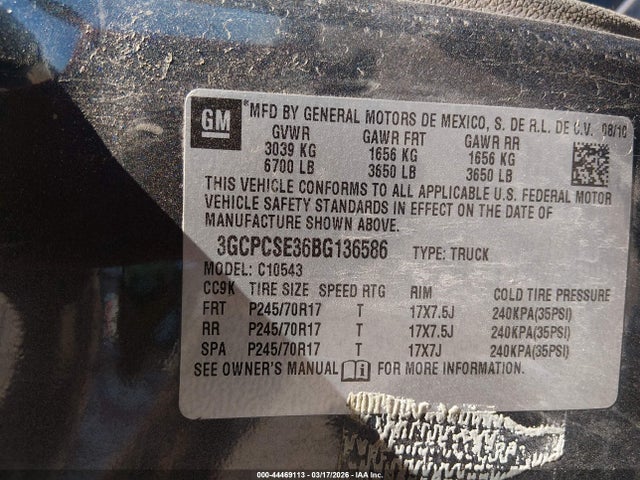 GM
*MFD BY GENERAL MOTORS DE MEXICO, S. DE R.L. DE C.V. 08/10
GVWR GAWR FRT GAWR RR
3039 KG 1656 KG 1656 KG
6700 LB 3650 LB 3650 LB
THIS VEHICLE CONFORMS TO ALL APPLICABLE U.S. FEDERAL MOTOR
VEHICLE SAFETY STANDARDS IN EFFECT ON THE DATE OF
MANUFACTURE SHOWN ABOVE.
3GCPCSE36BG136586 TYPE: TRUCK
MODEL: C10543
CC9K TIRE SIZE SPEED RTG RIM COLD TIRE PRESSURE
FRT P245/70R17 T 17X7.5J 240KPA(35PSI)
RR P245/70R17 T 17X7.5J 240KPA(35PSI)
SPA P245/70R17 T 17X7J 240KPA(35PSI)
SEE OWNER'S MANUAL FOR MORE INFORMATION.
000-44469113 - 03/17/2026 - IAA Inc.